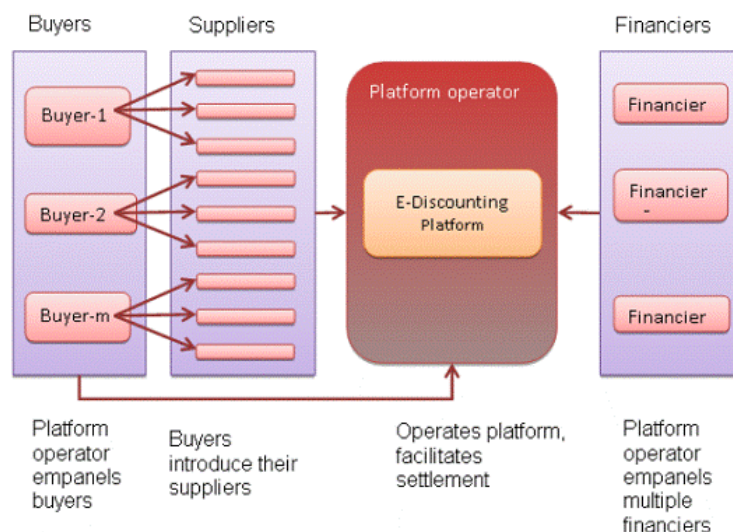 Buyers
Suppliers
Financiers
Buyer-1
Buyer-2
Buyer-m
Platform operator
E-Discounting
Platform
Financier
Financier
-
Financier
Platform
operator
empanels
buyers
Buyers
introduce their
suppliers
Operates platform,
facilitates
settlement
Platform
operator
empanels
multiple
financiers